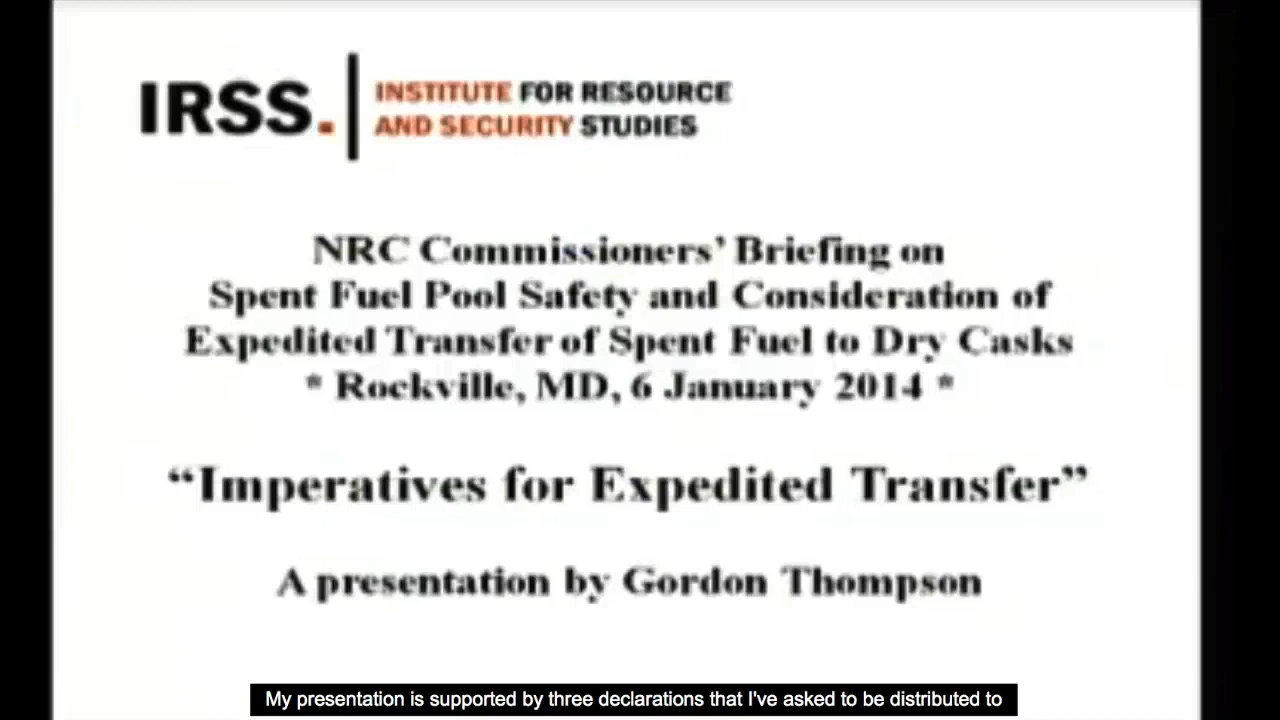 IRSS.
INSTITUTE FOR RESOURCE
AND SECURITY STUDIES
NRC Commissioners’ Briefing on
Spent Fuel Pool Safety and Consideration of
Expedited Transfer of Spent Fuel to Dry Casks
* Rockville, MD, 6 January 2014 *
“Imperatives for Expedited Transfer”
A presentation by Gordon Thompson
My presentation is supported by three declarations that I've asked to be distributed to